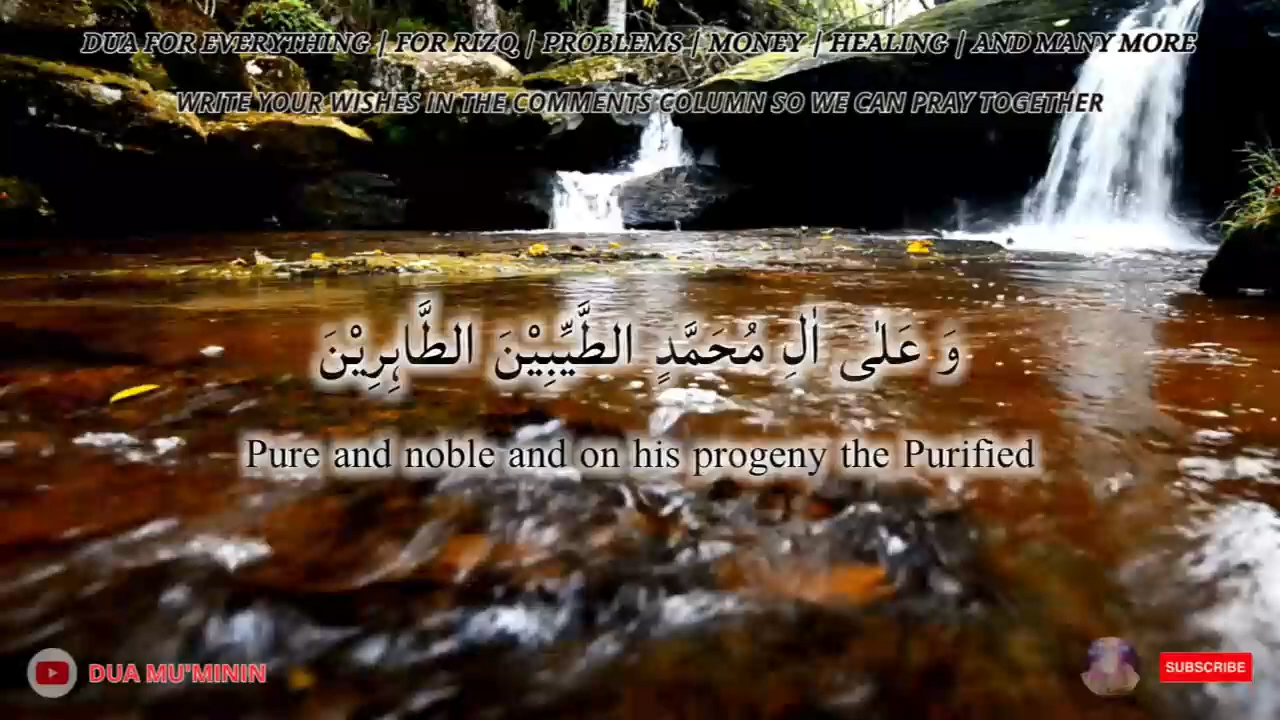 DUA FOR EVERYTHING | FOR RIZQ | PROBLEMS | MONEY | HEALING | AND MANY MORE
WRITE YOUR WISHES IN THE COMMENTS COLUMN SO WE CAN PRAY TOGETHER
وَ عَلٰى اٰلِ مُحَمَّدٍ الطَّيِّبِيْنَ الطَّاہِرِيْنَ
Pure and noble and on his progeny the Purified
DUA MU'MININ
SUBSCRIBE